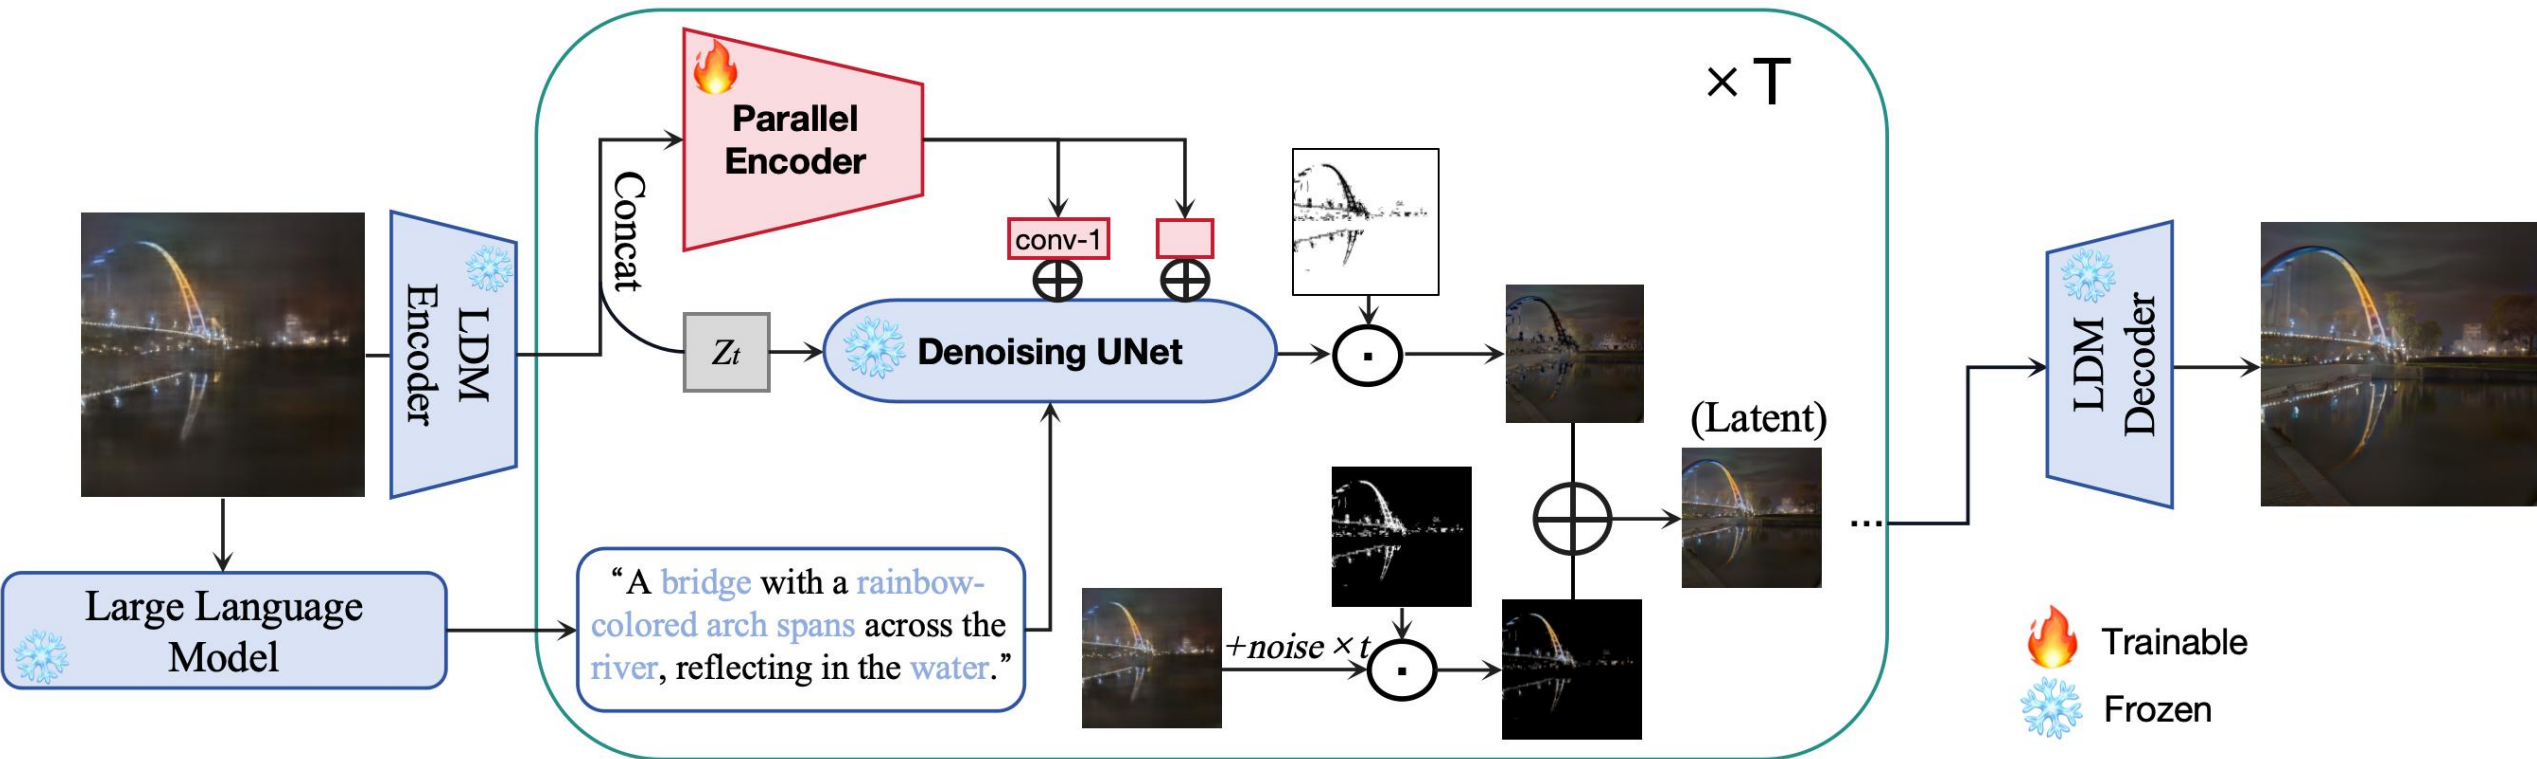 × T
Parallel
Encoder
Concat
conv-1
LDM
Encoder
Zt
Denoising UNet
(Latent)
LDM
Decoder
...
Large Language
Model
“A bridge with a rainbow-
colored arch spans across the
river, reflecting in the water.”
+noise × t
Trainable
Frozen